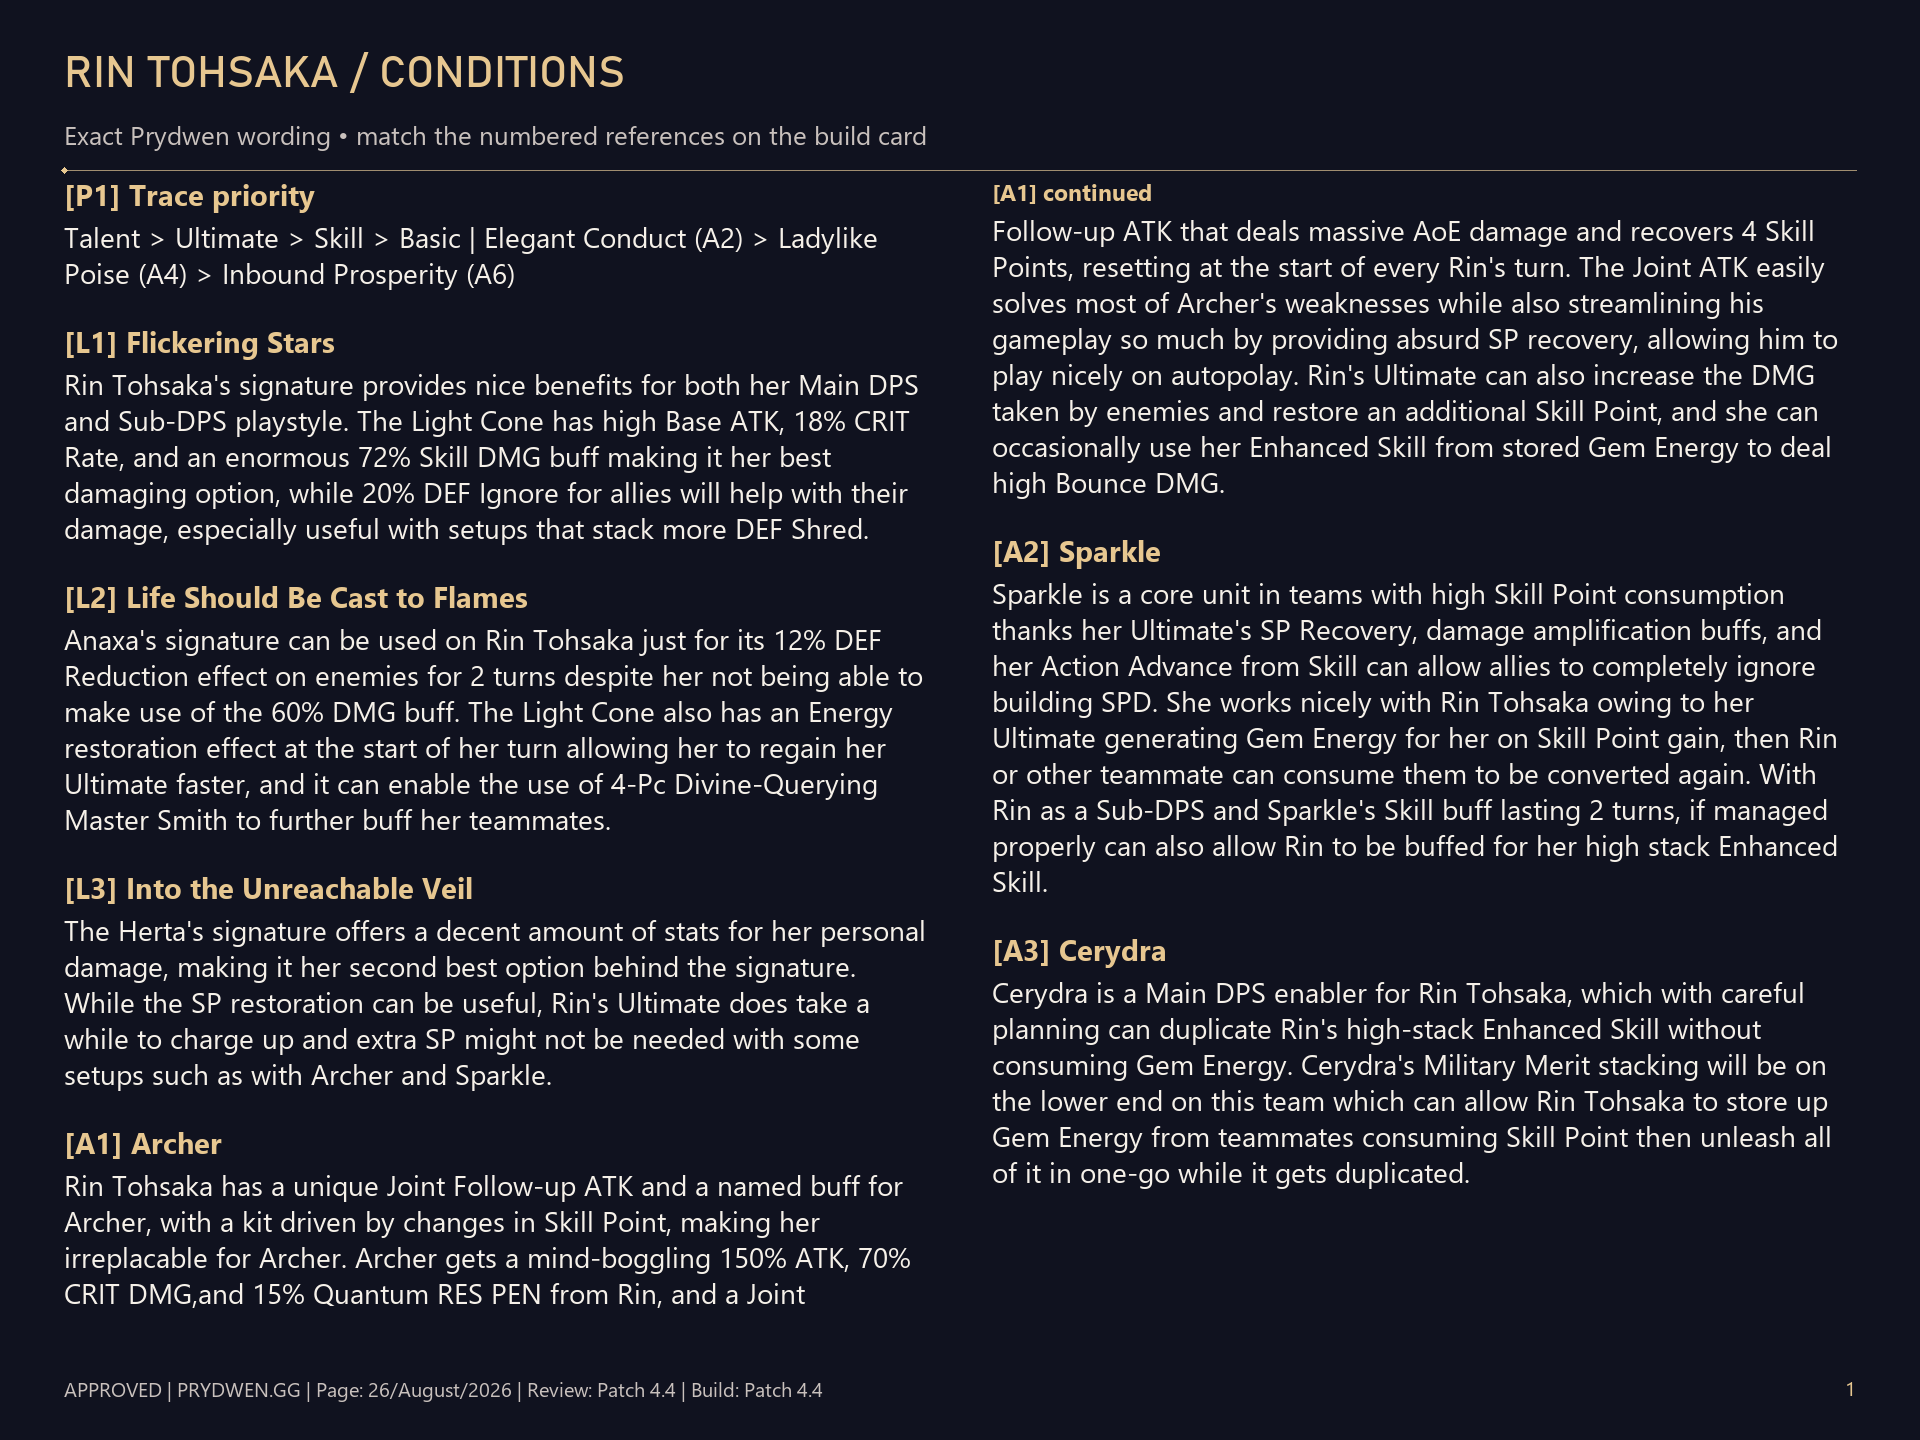 RIN TOHSAKA / CONDITIONS
Exact Prydwen wording • match the numbered references on the build card
[P1] Trace priority
Talent > Ultimate > Skill > Basic | Elegant Conduct (A2) > Ladylike
Poise (A4) > Inbound Prosperity (A6)
[L1] Flickering Stars
Rin Tohsaka's signature provides nice benefits for both her Main DPS
and Sub-DPS playstyle. The Light Cone has high Base ATK, 18% CRIT
Rate, and an enormous 72% Skill DMG buff making it her best
damaging option, while 20% DEF Ignore for allies will help with their
damage, especially useful with setups that stack more DEF Shred.
[L2] Life Should Be Cast to Flames
Anaxa's signature can be used on Rin Tohsaka just for its 12% DEF
Reduction effect on enemies for 2 turns despite her not being able to
make use of the 60% DMG buff. The Light Cone also has an Energy
restoration effect at the start of her turn allowing her to regain her
Ultimate faster, and it can enable the use of 4-Pc Divine-Querying
Master Smith to further buff her teammates.
[L3] Into the Unreachable Veil
The Herta's signature offers a decent amount of stats for her personal
damage, making it her second best option behind the signature.
While the SP restoration can be useful, Rin's Ultimate does take a
while to charge up and extra SP might not be needed with some
setups such as with Archer and Sparkle.
[A1] Archer
Rin Tohsaka has a unique Joint Follow-up ATK and a named buff for
Archer, with a kit driven by changes in Skill Point, making her
irreplacable for Archer. Archer gets a mind-boggling 150% ATK, 70%
CRIT DMG,and 15% Quantum RES PEN from Rin, and a Joint
[A1] continued
Follow-up ATK that deals massive AoE damage and recovers 4 Skill
Points, resetting at the start of every Rin's turn. The Joint ATK easily
solves most of Archer's weaknesses while also streamlining his
gameplay so much by providing absurd SP recovery, allowing him to
play nicely on autopolay. Rin's Ultimate can also increase the DMG
taken by enemies and restore an additional Skill Point, and she can
occasionally use her Enhanced Skill from stored Gem Energy to deal
high Bounce DMG.
[A2] Sparkle
Sparkle is a core unit in teams with high Skill Point consumption
thanks her Ultimate's SP Recovery, damage amplification buffs, and
her Action Advance from Skill can allow allies to completely ignore
building SPD. She works nicely with Rin Tohsaka owing to her
Ultimate generating Gem Energy for her on Skill Point gain, then Rin
or other teammate can consume them to be converted again. With
Rin as a Sub-DPS and Sparkle's Skill buff lasting 2 turns, if managed
properly can also allow Rin to be buffed for her high stack Enhanced
Skill.
[A3] Cerydra
Cerydra is a Main DPS enabler for Rin Tohsaka, which with careful
planning can duplicate Rin's high-stack Enhanced Skill without
consuming Gem Energy. Cerydra's Military Merit stacking will be on
the lower end on this team which can allow Rin Tohsaka to store up
Gem Energy from teammates consuming Skill Point then unleash all
of it in one-go while it gets duplicated.
APPROVED | PRYDWEN.GG | Page: 26/August/2026 | Review: Patch 4.4 | Build: Patch 4.4
1